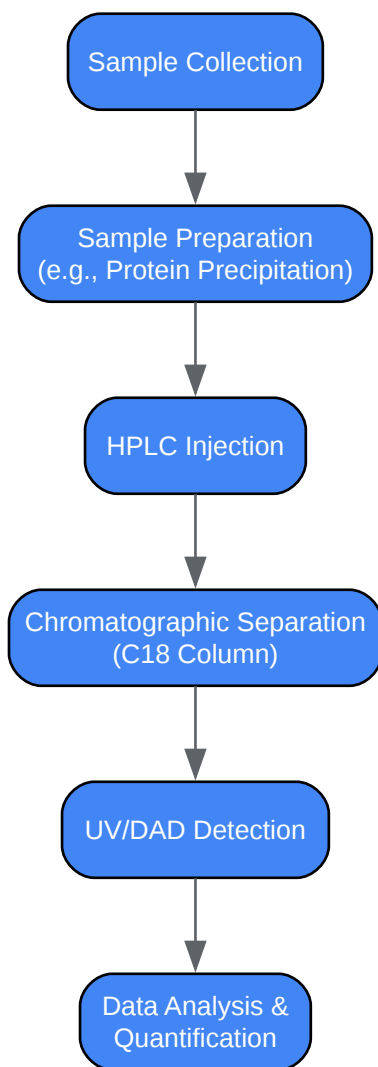 Sample Collection
Sample Preparation
(e.g., Protein Precipitation)
HPLC Injection
Chromatographic Separation
(C18 Column)
UV/DAD Detection
Data Analysis &
Quantification